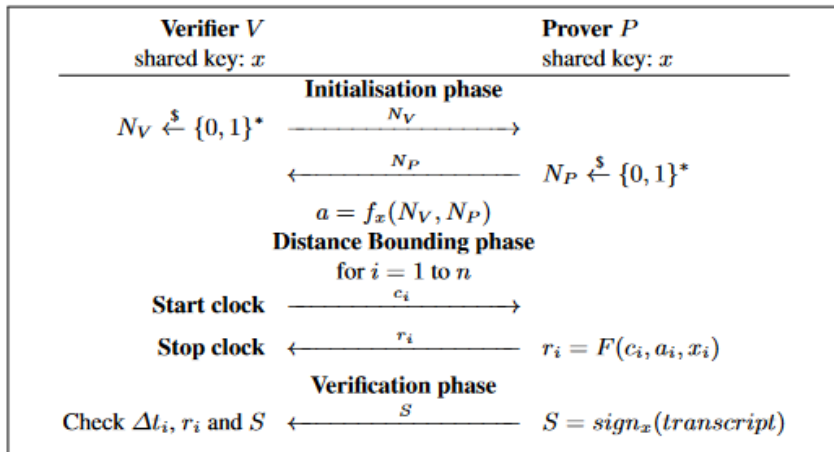 Verifier V Prover P
shared key: x shared key: x
Initialisation phase
N_V
N_V $← {0, 1}*
N_P
N_P $← {0, 1}*
a = f_x(N_V, N_P)
Distance Bounding phase
for i = 1 to n
c_i
Start clock
r_i
Stop clock r_i = F(c_i, a_i, x_i)
Verification phase
S
Check Δt_i, r_i and S S = sign_x(transcript)